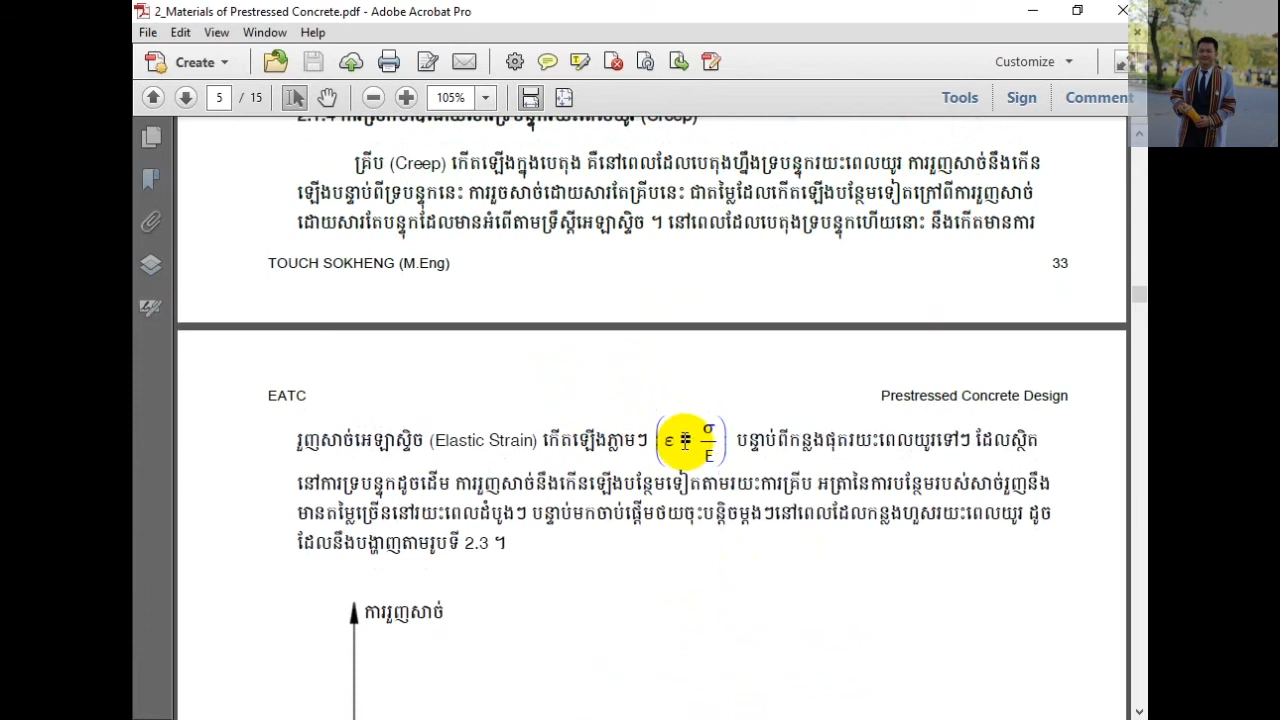 2_Materials of Prestressed Concrete.pdf - Adobe Acrobat Pro
File Edit View Window Help
Create Customize
5 / 15 105% Tools Sign Comment
2.1.4 (Creep)
គ្រីប (Creep) កើតឡើងក្នុងបេតុង គឺនៅពេលដែលបេតុងហ្នឹងទ្របន្ទុករយះពេលយូរ ការរួញសាច់នឹងកើន
ឡើងបន្ទាប់ពីទ្របន្ទុកនេះ ការរួចសាច់ដោយសារតែគ្រីបនេះ ជាតម្លៃដែលកើតឡើងបន្ថែមទៀតក្រៅពីការរួញសាច់
ដោយសារតែបន្ទុកដែលមានអំពើតាមទ្រឹស្តីអេឡាស្ទិច ។ នៅពេលដែលបេតុងទ្របន្ទុកហើយនោះ នឹងកើតមានការ
TOUCH SOKHENG (M.Eng) 33
EATC Prestressed Concrete Design
រួញសាច់អេឡាស្ទិច (Elastic Strain) កើតឡើងភ្លាមៗ (ε = σ/E) បន្ទាប់ពីកន្លងផុតរយះពេលយូរទៅៗ ដែលស្ថិត
នៅការទ្របន្ទុកដូចដើម ការរួញសាច់នឹងកើនឡើងបន្ថែមទៀតតាមរយះការគ្រីប អត្រានៃការបន្ថែមរបស់សាច់រួញនឹង
មានតម្លៃច្រើននៅរយះពេលដំបូងៗ បន្ទាប់មកចាប់ផ្តើមថយចុះបន្តិចម្តងៗនៅពេលដែលកន្លងហួសរយះពេលយូរ ដូច
ដែលនឹងបង្ហាញតាមរូបទី 2.3 ។
ការរួញសាច់